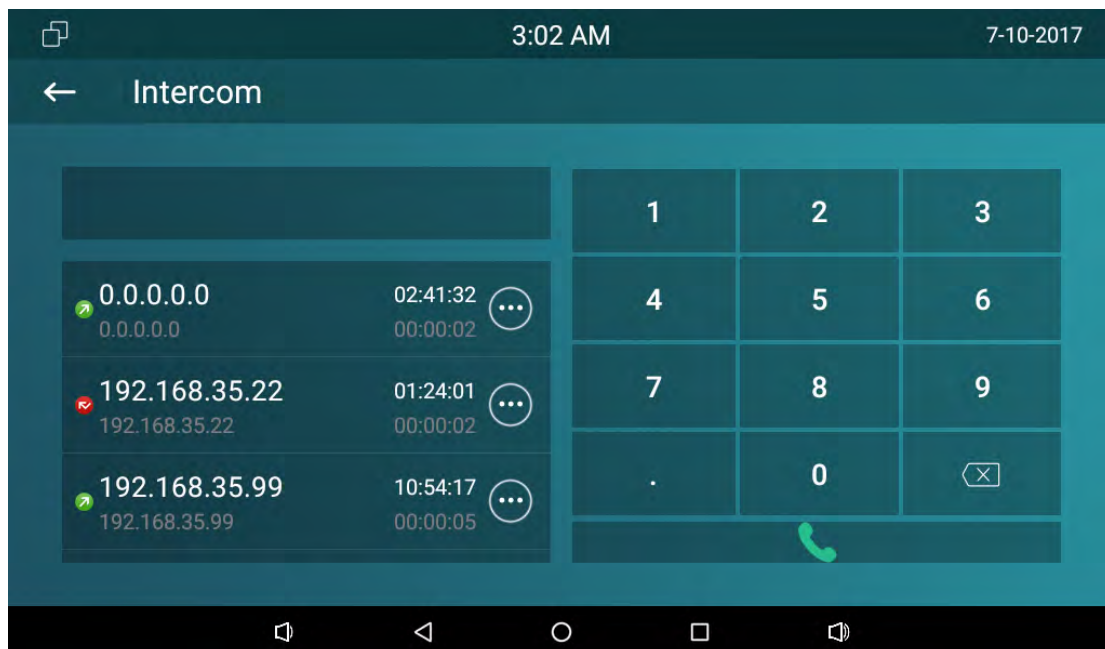 3:02 AM 7-10-2017
Intercom
0.0.0.0.0 02:41:32
0.0.0.0.0 00:00:02
192.168.35.22 01:24:01
192.168.35.22 00:00:02
192.168.35.99 10:54:17
192.168.35.99 00:00:05
1 2 3
4 5 6
7 8 9
. 0